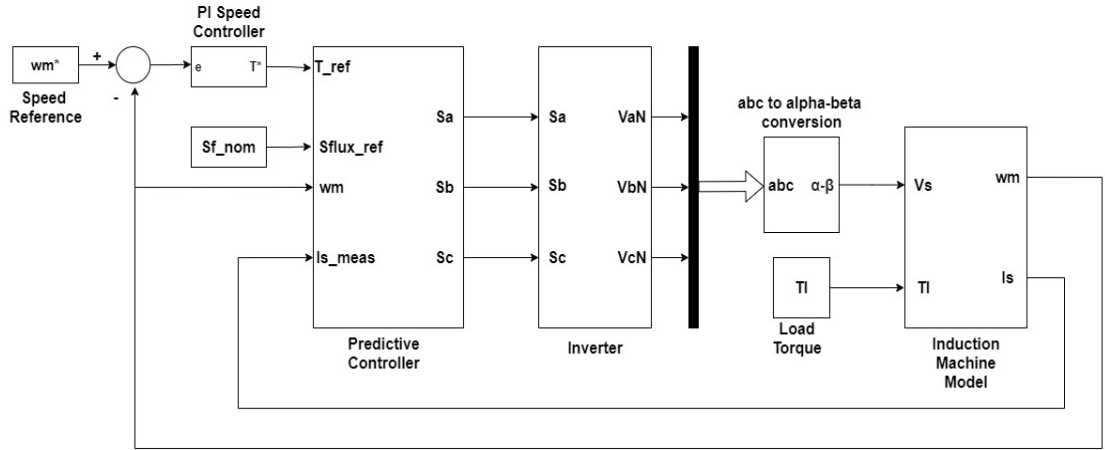 PI Speed
Controller
wm*
+
e
T*
T_ref
-
Speed
Reference
Sf_nom
Sflux_ref
wm
Is_meas
Sa
Sb
Sc
Predictive
Controller
Sa
Sb
Sc
VaN
VbN
VcN
Inverter
abc to alpha-beta
conversion
abc
α-β
Tl
Load
Torque
Vs
Tl
wm
Is
Induction
Machine
Model